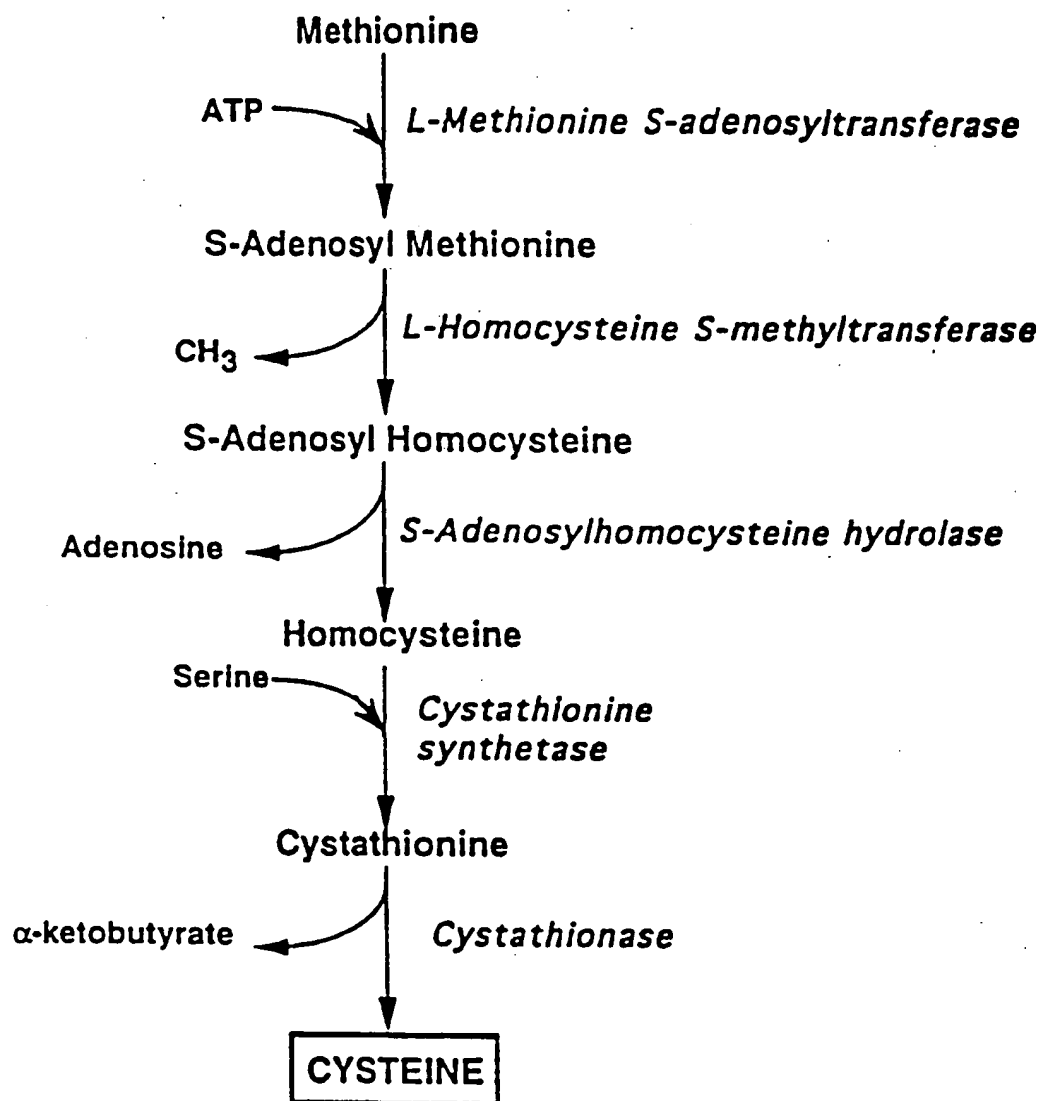 Methionine
ATP
L-Methionine S-adenosyltransferase
S-Adenosyl Methionine
L-Homocysteine S-methyltransferase
CH3
S-Adenosyl Homocysteine
S-Adenosylhomocysteine hydrolase
Adenosine
Homocysteine
Serine
Cystathionine
synthetase
Cystathionine
α-ketobutyrate
Cystathionase
CYSTEINE